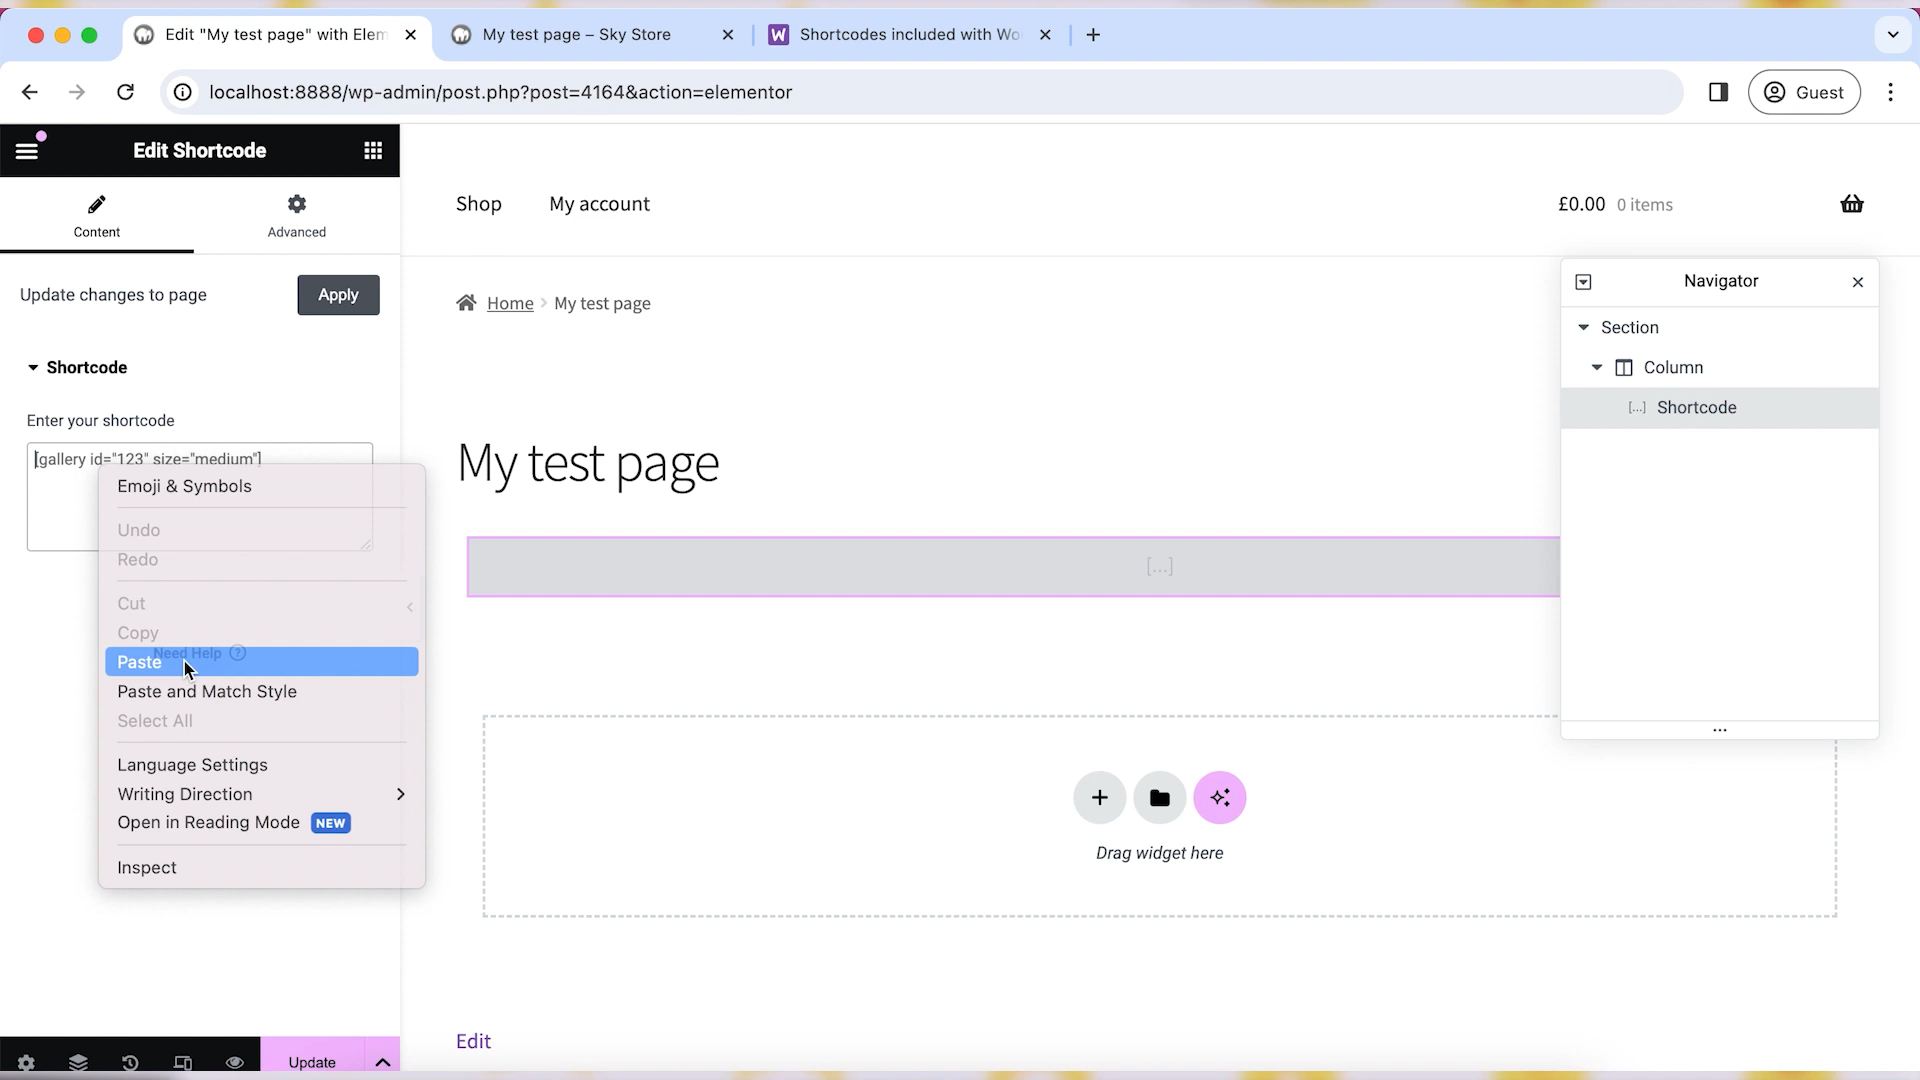 Edit "My test page" with Elem
My test page – Sky Store
Shortcodes included with Wo
localhost:8888/wp-admin/post.php?post=4164&action=elementor
Guest
Edit Shortcode
Content
Advanced
Update changes to page
Apply
Shortcode
Enter your shortcode
[gallery id="123" size="medium"]
Emoji & Symbols
Undo
Redo
Cut
Copy
Need Help
Paste
Paste and Match Style
Select All
Language Settings
Writing Direction
Open in Reading Mode NEW
Inspect
Update
Shop
My account
£0.00 0 items
Home
My test page
My test page
[...]
Drag widget here
Edit
Navigator
Section
Column
[...] Shortcode
...